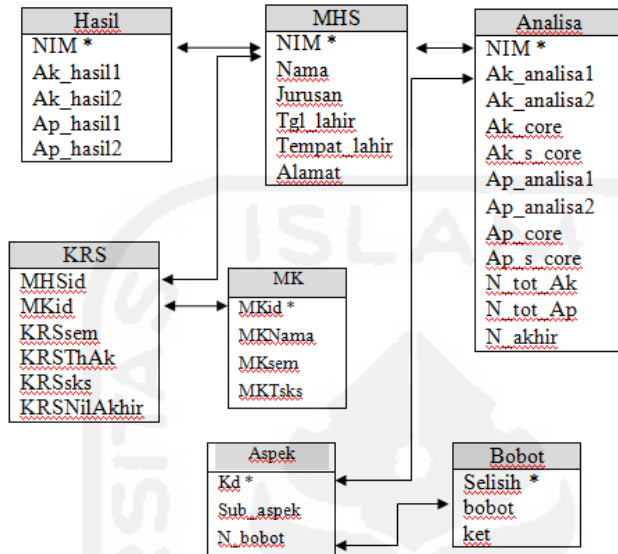 Hasil
NIM *
Ak_hasil1
Ak_hasil2
Ap_hasil1
Ap_hasil2
MHS
NIM *
Nama
Jurusan
Tgl_lahir
Tempat_lahir
Alamat
Analisa
NIM *
Ak_analisa1
Ak_analisa2
Ak_core
Ak_s_core
Ap_analisa1
Ap_analisa2
Ap_core
Ap_s_core
N_tot_Ak
N_tot_Ap
N_akhir
KRS
MHSid
MKid
KRSsem
KRSThAk
KRSsks
KRSNilAkhir
MK
MKid *
MKNama
MKsem
MKTsks
Aspek
Kd *
Sub_aspek
N_bobot
Bobot
Selisih *
bobot
ket
ISLA
SITAS